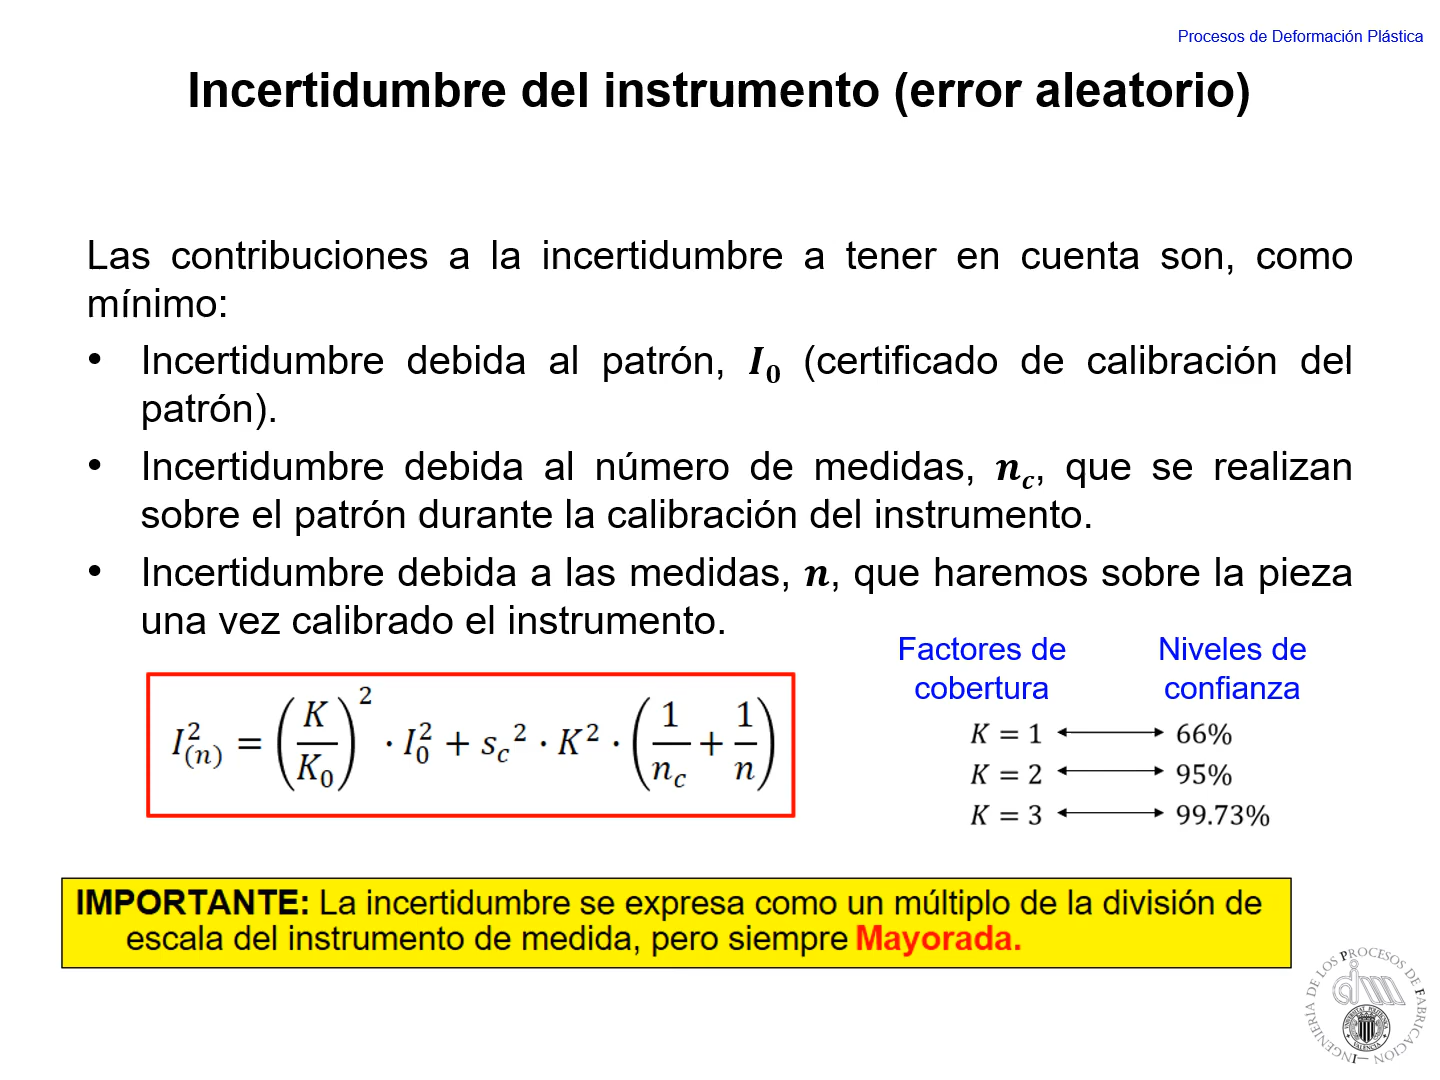 Procesos de Deformación Plástica
Incertidumbre del instrumento (error aleatorio)
Las contribuciones a la incertidumbre a tener en cuenta son, como
mínimo:
• Incertidumbre debida al patrón, I₀ (certificado de calibración del
patrón).
• Incertidumbre debida al número de medidas, n_c, que se realizan
sobre el patrón durante la calibración del instrumento.
• Incertidumbre debida a las medidas, n, que haremos sobre la pieza
una vez calibrado el instrumento.
Factores de cobertura
Niveles de confianza
I²₍ₙ₎ = (K/K₀)² · I₀² + s_c² · K² · (1/n_c + 1/n)
K = 1 ↔ 66%
K = 2 ↔ 95%
K = 3 ↔ 99.73%
IMPORTANTE: La incertidumbre se expresa como un múltiplo de la división de
escala del instrumento de medida, pero siempre Mayorada.
INGENIERÍA DE LOS PROCESOS DE FABRICACIÓN